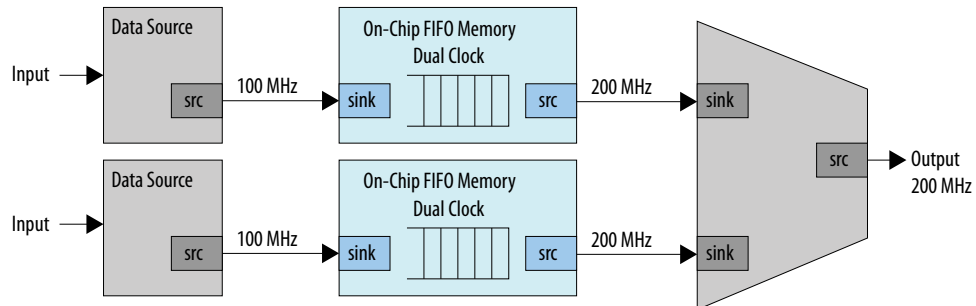 Data Source
Input
src
100 MHz
On-Chip FIFO Memory
Dual Clock
sink
src
200 MHz
sink
Data Source
Input
src
100 MHz
On-Chip FIFO Memory
Dual Clock
sink
src
200 MHz
sink
src
Output
200 MHz